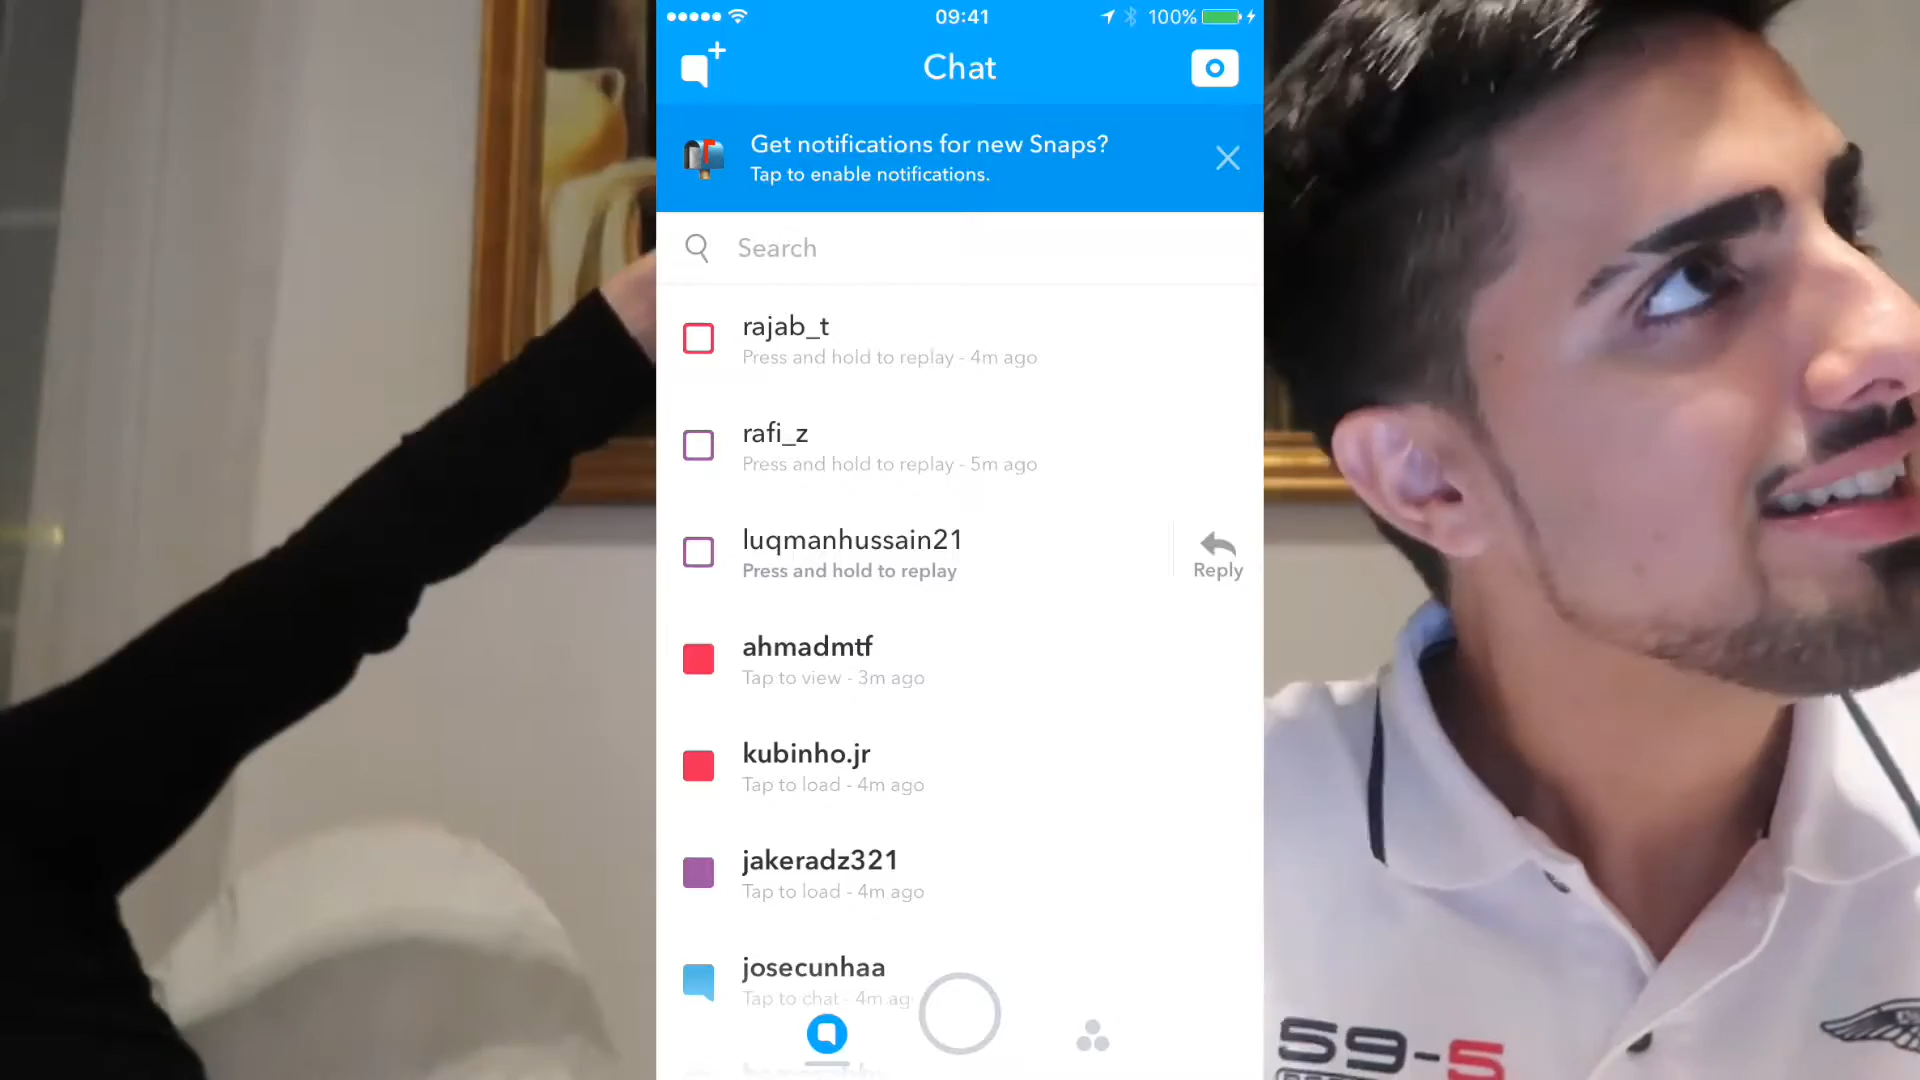 09:41
100%
Chat
Get notifications for new Snaps?
Tap to enable notifications.
Search
rajab_t
Press and hold to replay - 4m ago
rafi_z
Press and hold to replay - 5m ago
luqmanhussain21
Press and hold to replay
Reply
ahmadmtf
Tap to view - 3m ago
kubinho.jr
Tap to load - 4m ago
jakeradz321
Tap to load - 4m ago
josecunhaa
Tap to chat - 4m ag
59-5